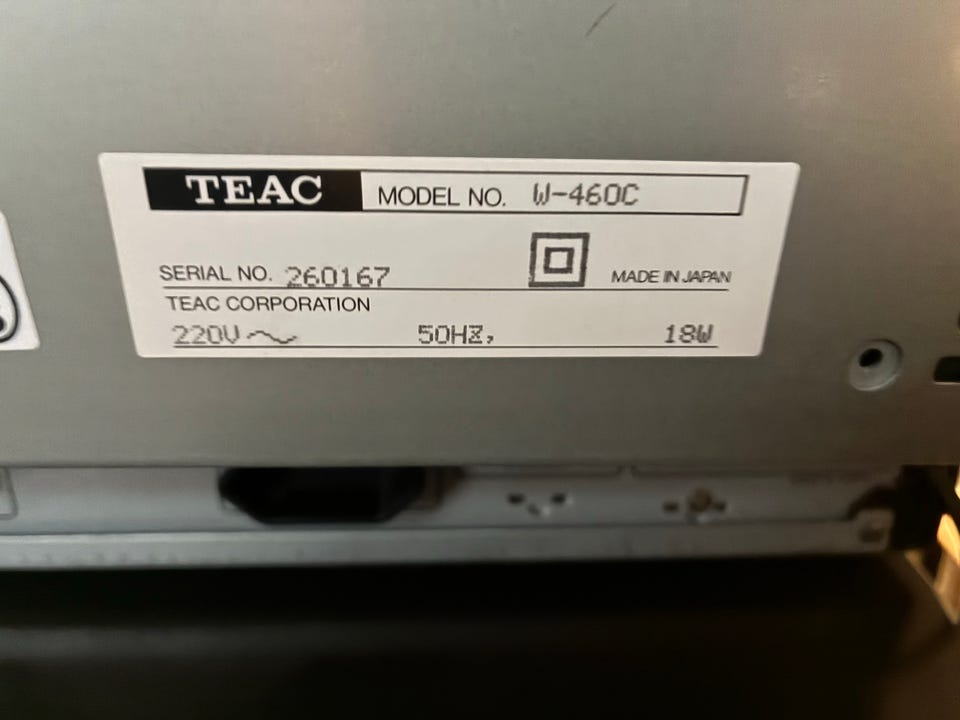 TEAC MODEL NO. W-460C
SERIAL NO. 260167 MADE IN JAPAN
TEAC CORPORATION
220V~ 50HZ, 18W